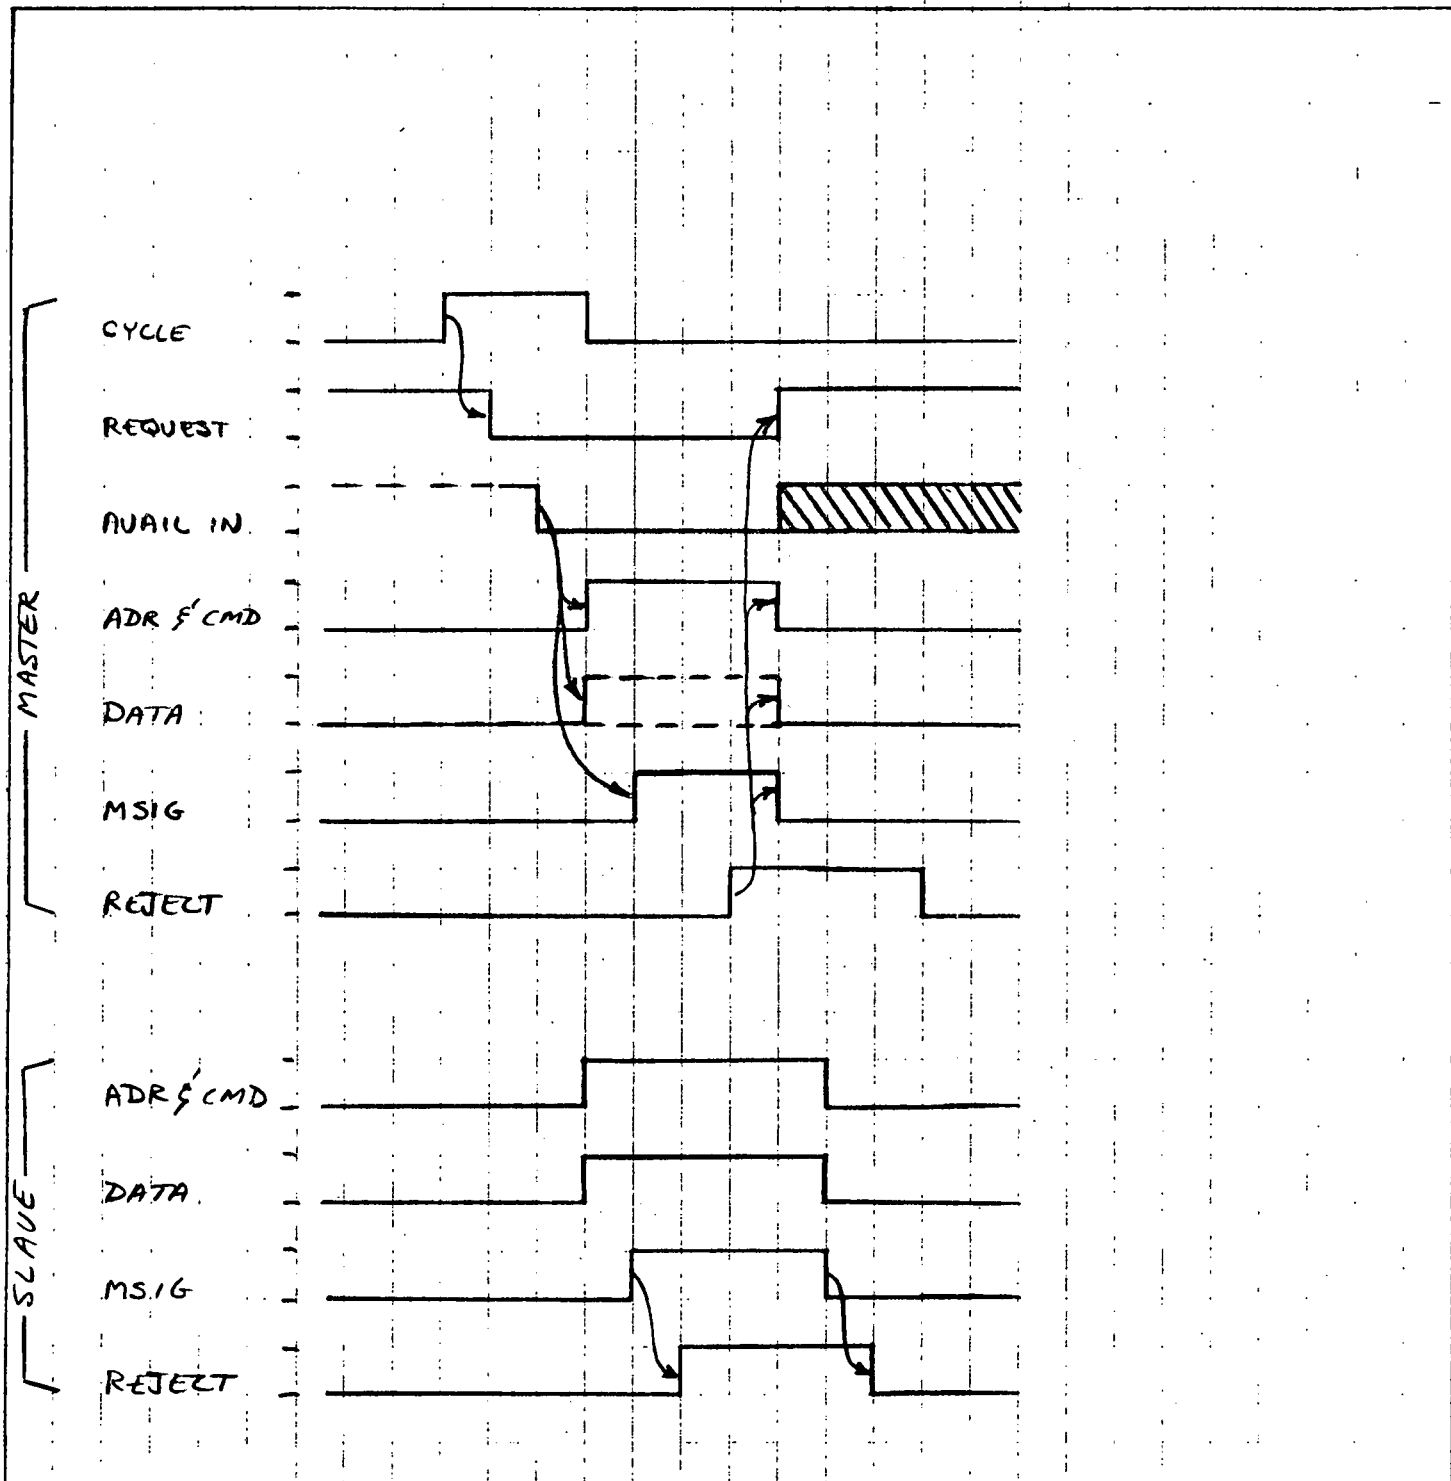 MASTER
CYCLE
REQUEST
AVAIL IN
ADR & CMD
DATA
MSIG
REJECT
SLAVE
ADR & CMD
DATA
MSIG
REJECT